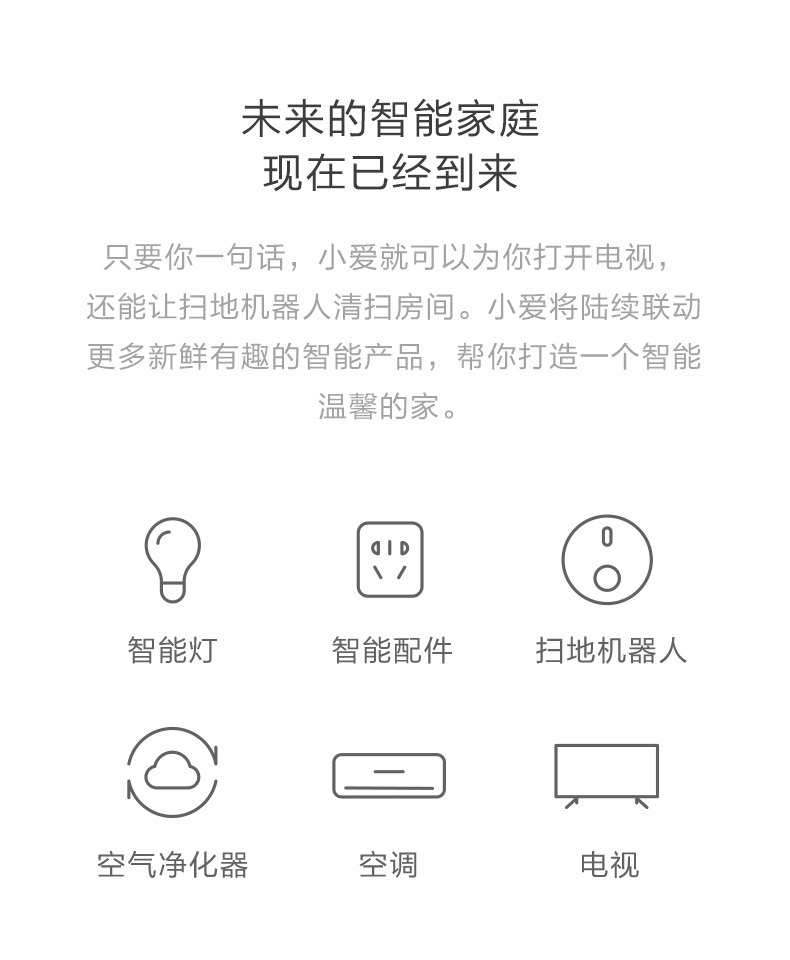 未来的智能家庭
现在已经到来
只要你一句话，小爱就可以为你打开电视，
还能让扫地机器人清扫房间。小爱将陆续联动
更多新鲜有趣的智能产品，帮你打造一个智能
温馨的家。
智能灯
智能配件
扫地机器人
空气净化器
空调
电视